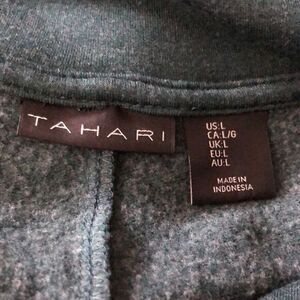 TAHARI
US:L
CA:L/G
UK:L
EU:L
AU:L
MADE IN
INDONESIA